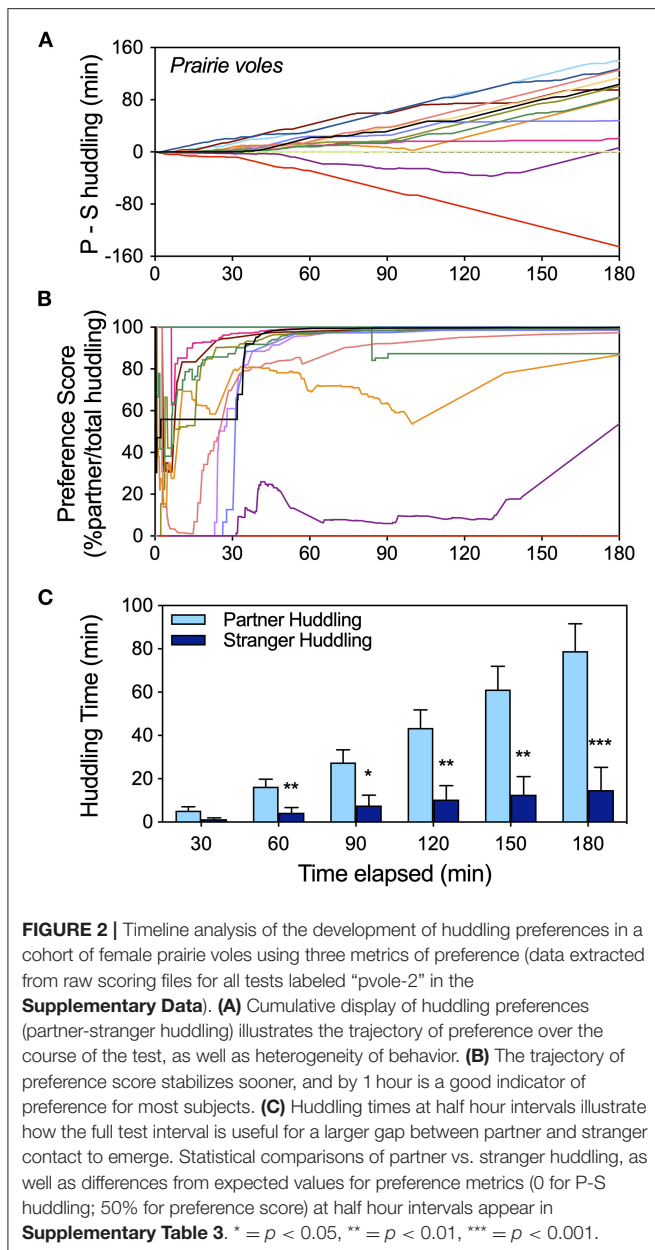 A
Prairie voles
P - S huddling (min)
160
80
0
-80
-160
0 30 60 90 120 150 180
B
Preference Score
(%partner/total huddling)
100
80
60
40
20
0
0 30 60 90 120 150 180
C
Huddling Time (min)
100
80
60
40
20
0
Partner Huddling
Stranger Huddling
** * ** ** ***
30 60 90 120 150 180
Time elapsed (min)
FIGURE 2 | Timeline analysis of the development of huddling preferences in a
cohort of female prairie voles using three metrics of preference (data extracted
from raw scoring files for all tests labeled “pvole-2” in the
Supplementary Data). (A) Cumulative display of huddling preferences
(partner-stranger huddling) illustrates the trajectory of preference over the
course of the test, as well as heterogeneity of behavior. (B) The trajectory of
preference score stabilizes sooner, and by 1 hour is a good indicator of
preference for most subjects. (C) Huddling times at half hour intervals illustrate
how the full test interval is useful for a larger gap between partner and stranger
contact to emerge. Statistical comparisons of partner vs. stranger huddling, as
well as differences from expected values for preference metrics (0 for P-S
huddling; 50% for preference score) at half hour intervals appear in
Supplementary Table 3. * = p < 0.05, ** = p < 0.01, *** = p < 0.001.